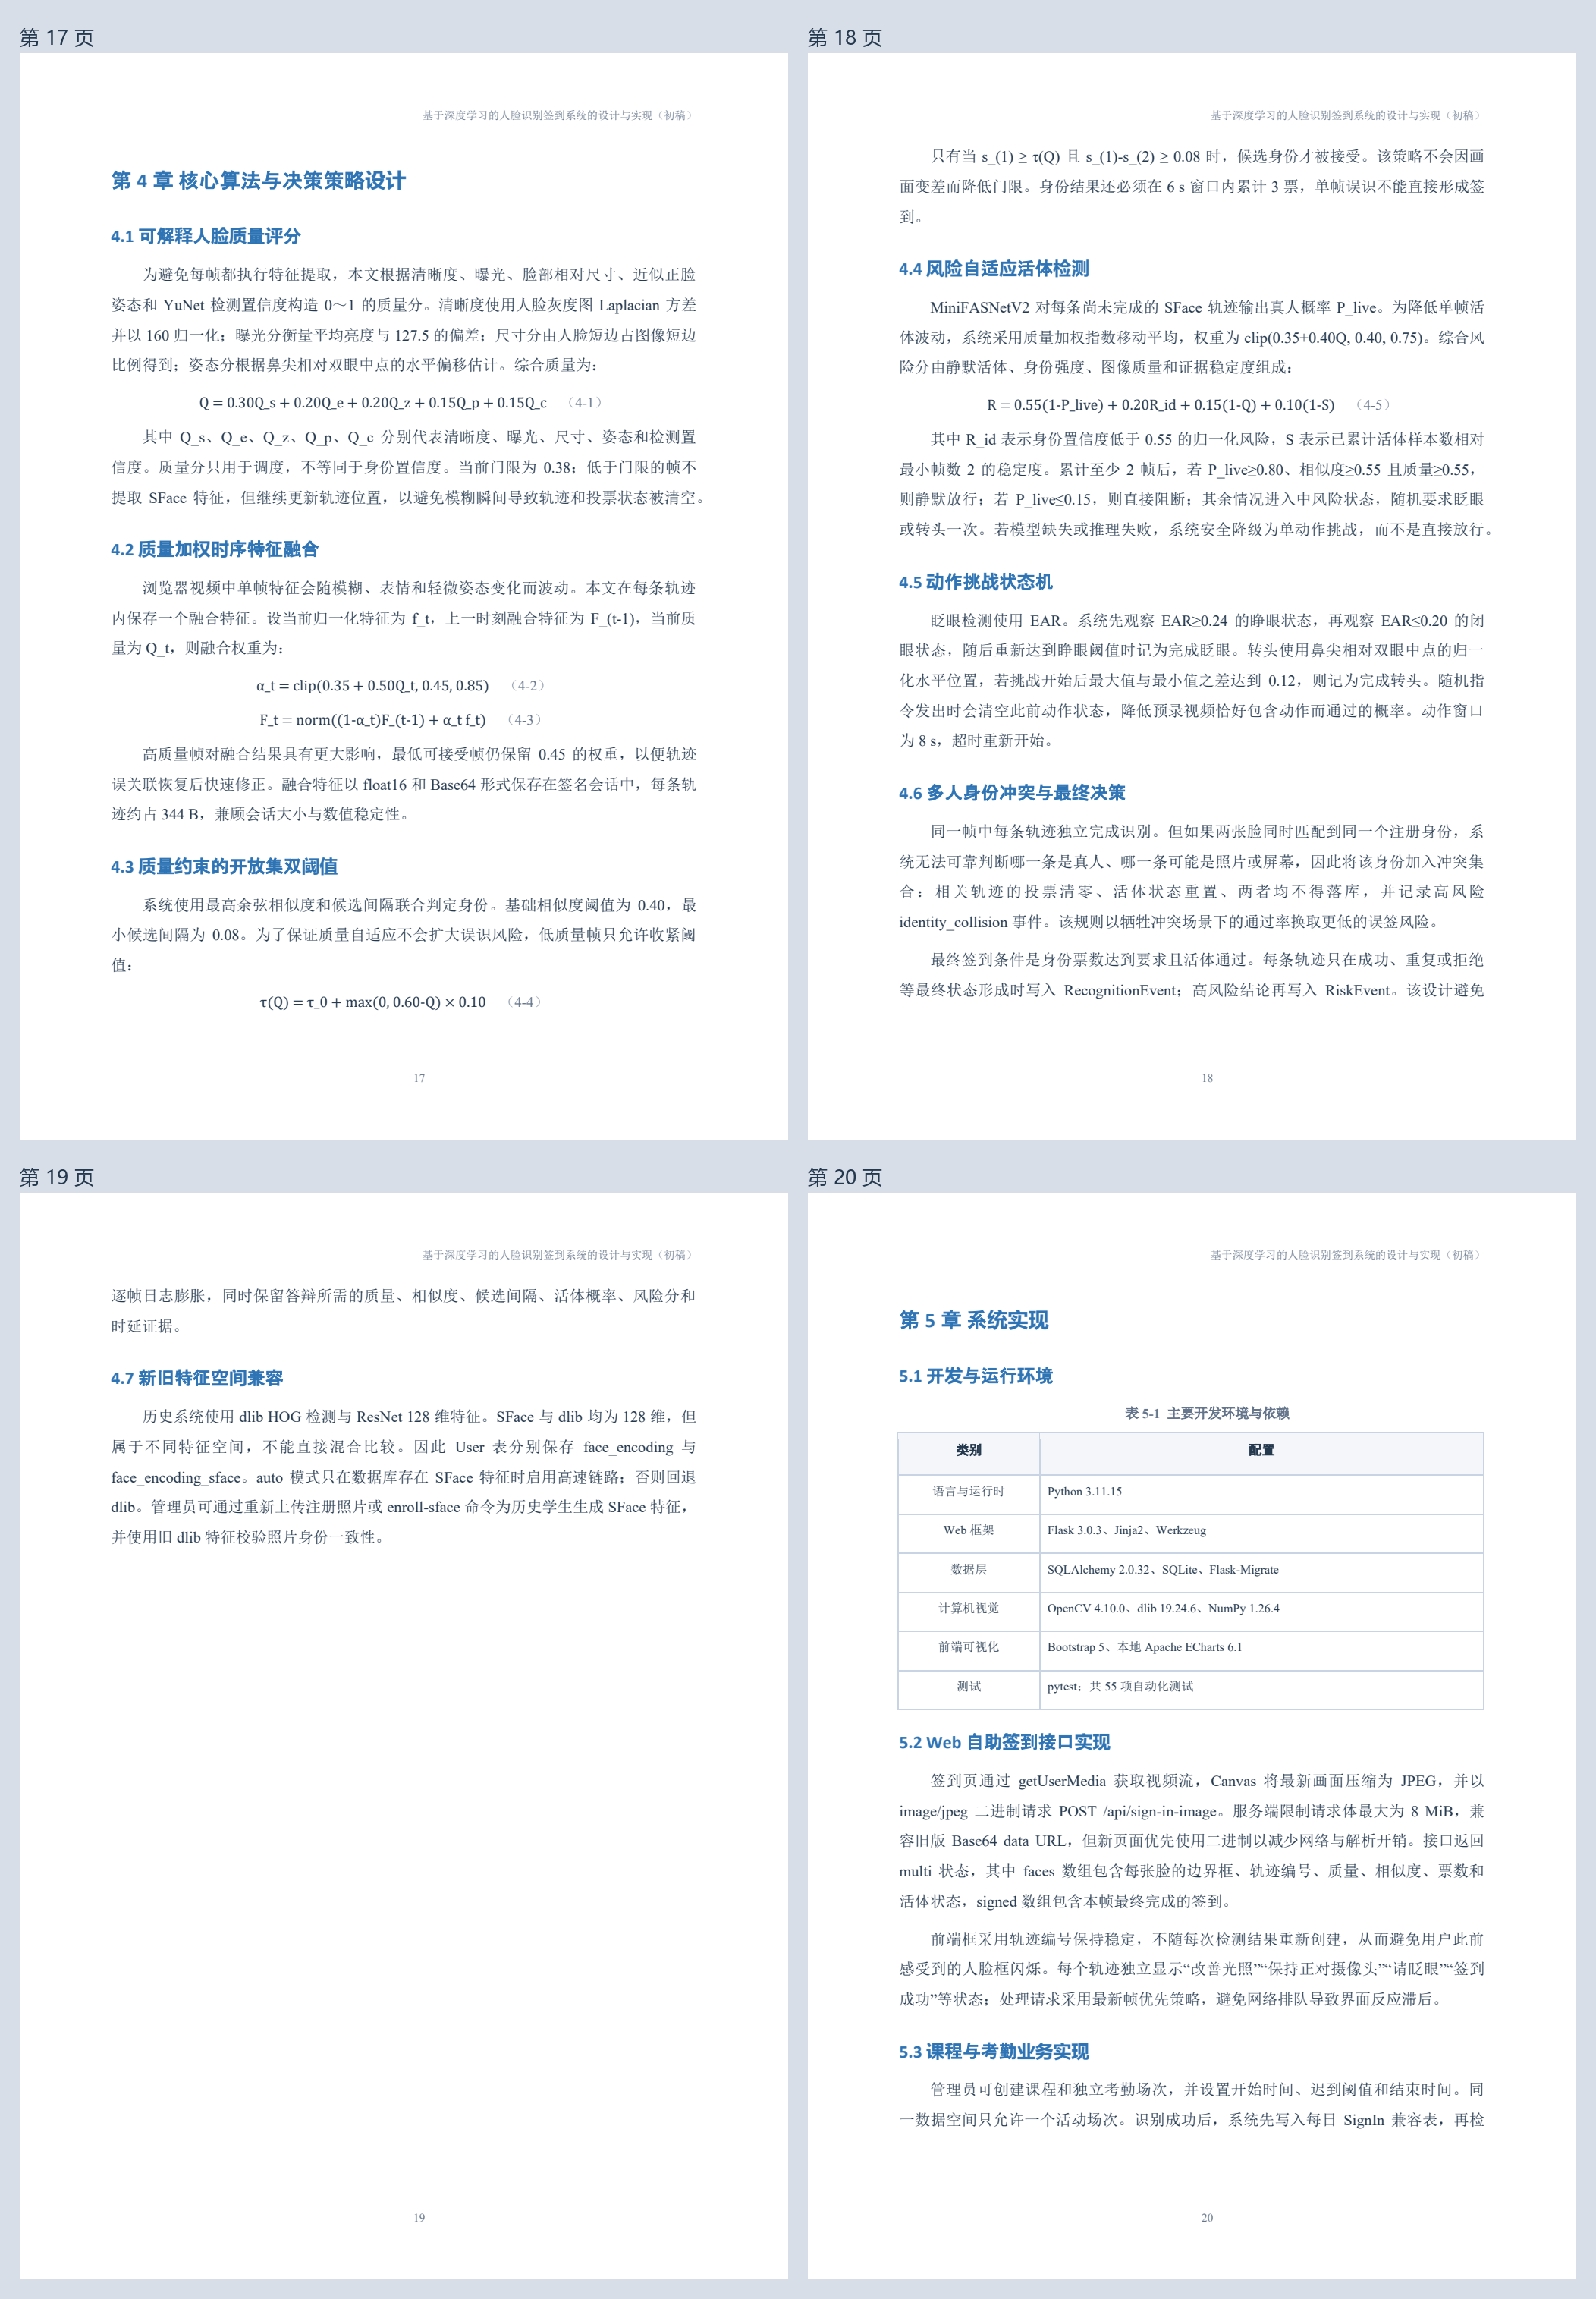 第 17 页
基于深度学习的人脸识别签到系统的设计与实现（初稿）
第 4 章 核心算法与决策策略设计
4.1 可解释人脸质量评分
为避免每帧都执行特征提取，本文根据清晰度、曝光、脸部相对尺寸、近似正脸
姿态和 YuNet 检测置信度构造 0～1 的质量分。清晰度使用人脸灰度图 Laplacian 方差
并以 160 归一化；曝光分衡量平均亮度与 127.5 的偏差；尺寸分由人脸短边占图像短边
比例得到；姿态分根据鼻尖相对双眼中点的水平偏移估计。综合质量为：
Q = 0.30Q_s + 0.20Q_e + 0.20Q_z + 0.15Q_p + 0.15Q_c （4-1）
其中 Q_s、Q_e、Q_z、Q_p、Q_c 分别代表清晰度、曝光、尺寸、姿态和检测置
信度。质量分只用于调度，不等同于身份置信度。当前门限为 0.38；低于门限的帧不
提取 SFace 特征，但继续更新轨迹位置，以避免模糊瞬间导致轨迹和投票状态被清空。
4.2 质量加权时序特征融合
浏览器视频中单帧特征会随模糊、表情和轻微姿态变化而波动。本文在每条轨迹
内保存一个融合特征。设当前归一化特征为 f_t，上一时刻融合特征为 F_(t-1)，当前质
量为 Q_t，则融合权重为：
α_t = clip(0.35 + 0.50Q_t, 0.45, 0.85) （4-2）
F_t = norm((1-α_t)F_(t-1) + α_t f_t) （4-3）
高质量帧对融合结果具有更大影响，最低可接受帧仍保留 0.45 的权重，以便轨迹
误关联恢复后快速修正。融合特征以 float16 和 Base64 形式保存在签名会话中，每条轨
迹约占 344 B，兼顾会话大小与数值稳定性。
4.3 质量约束的开放集双阈值
系统使用最高余弦相似度和候选间隔联合判定身份。基础相似度阈值为 0.40，最
小候选间隔为 0.08。为了保证质量自适应不会扩大误识风险，低质量帧只允许收紧阈
值：
τ(Q) = τ_0 + max(0, 0.60-Q) × 0.10 （4-4）
17
第 18 页
基于深度学习的人脸识别签到系统的设计与实现（初稿）
只有当 s_(1) ≥ τ(Q) 且 s_(1)-s_(2) ≥ 0.08 时，候选身份才被接受。该策略不会因画
面变差而降低门限。身份结果还必须在 6 s 窗口内累计 3 票，单帧误识不能直接形成签
到。
4.4 风险自适应活体检测
MiniFASNetV2 对每条尚未完成的 SFace 轨迹输出真人概率 P_live。为降低单帧活
体波动，系统采用质量加权指数移动平均，权重为 clip(0.35+0.40Q, 0.40, 0.75)。综合风
险分由静默活体、身份强度、图像质量和证据稳定度组成：
R = 0.55(1-P_live) + 0.20R_id + 0.15(1-Q) + 0.10(1-S) （4-5）
其中 R_id 表示身份置信度低于 0.55 的归一化风险，S 表示已累计活体样本数相对
最小帧数 2 的稳定度。累计至少 2 帧后，若 P_live≥0.80、相似度≥0.55 且质量≥0.55，
则静默放行；若 P_live≤0.15，则直接阻断；其余情况进入中风险状态，随机要求眨眼
或转头一次。若模型缺失或推理失败，系统安全降级为单动作挑战，而不是直接放行。
4.5 动作挑战状态机
眨眼检测使用 EAR。系统先观察 EAR≥0.24 的睁眼状态，再观察 EAR≤0.20 的闭
眼状态，随后重新达到睁眼阈值时记为完成眨眼。转头使用鼻尖相对双眼中点的归一
化水平位置，若挑战开始后最大值与最小值之差达到 0.12，则记为完成转头。随机指
令发出时会清空此前动作状态，降低预录视频恰好包含动作而通过的概率。动作窗口
为 8 s，超时重新开始。
4.6 多人身份冲突与最终决策
同一帧中每条轨迹独立完成识别。但如果两张脸同时匹配到同一个注册身份，系
统无法可靠判断哪一条是真人、哪一条可能是照片或屏幕，因此将该身份加入冲突集
合：相关轨迹的投票清零、活体状态重置、两者均不得落库，并记录高风险
identity_collision 事件。该规则以牺牲冲突场景下的通过率换取更低的误签风险。
最终签到条件是身份票数达到要求且活体通过。每条轨迹只在成功、重复或拒绝
等最终状态形成时写入 RecognitionEvent；高风险结论再写入 RiskEvent。该设计避免
18
第 19 页
基于深度学习的人脸识别签到系统的设计与实现（初稿）
逐帧日志膨胀，同时保留答辩所需的质量、相似度、候选间隔、活体概率、风险分和
时延证据。
4.7 新旧特征空间兼容
历史系统使用 dlib HOG 检测与 ResNet 128 维特征。SFace 与 dlib 均为 128 维，但
属于不同特征空间，不能直接混合比较。因此 User 表分别保存 face_encoding 与
face_encoding_sface。auto 模式只在数据库存在 SFace 特征时启用高速链路；否则回退
dlib。管理员可通过重新上传注册照片或 enroll-sface 命令为历史学生生成 SFace 特征，
并使用旧 dlib 特征校验照片身份一致性。
19
第 20 页
基于深度学习的人脸识别签到系统的设计与实现（初稿）
第 5 章 系统实现
5.1 开发与运行环境
表 5-1 主要开发环境与依赖
类别 配置
语言与运行时 Python 3.11.15
Web 框架 Flask 3.0.3、Jinja2、Werkzeug
数据层 SQLAlchemy 2.0.32、SQLite、Flask-Migrate
计算机视觉 OpenCV 4.10.0、dlib 19.24.6、NumPy 1.26.4
前端可视化 Bootstrap 5、本地 Apache ECharts 6.1
测试 pytest；共 55 项自动化测试
5.2 Web 自助签到接口实现
签到页通过 getUserMedia 获取视频流，Canvas 将最新画面压缩为 JPEG，并以
image/jpeg 二进制请求 POST /api/sign-in-image。服务端限制请求体最大为 8 MiB，兼
容旧版 Base64 data URL，但新页面优先使用二进制以减少网络与解析开销。接口返回
multi 状态，其中 faces 数组包含每张脸的边界框、轨迹编号、质量、相似度、票数和
活体状态，signed 数组包含本帧最终完成的签到。
前端框采用轨迹编号保持稳定，不随每次检测结果重新创建，从而避免用户此前
感受到的人脸框闪烁。每个轨迹独立显示“改善光照”“保持正对摄像头”“请眨眼”“签到
成功”等状态；处理请求采用最新帧优先策略，避免网络排队导致界面反应滞后。
5.3 课程与考勤业务实现
管理员可创建课程和独立考勤场次，并设置开始时间、迟到阈值和结束时间。同
一数据空间只允许一个活动场次。识别成功后，系统先写入每日 SignIn 兼容表，再检
20